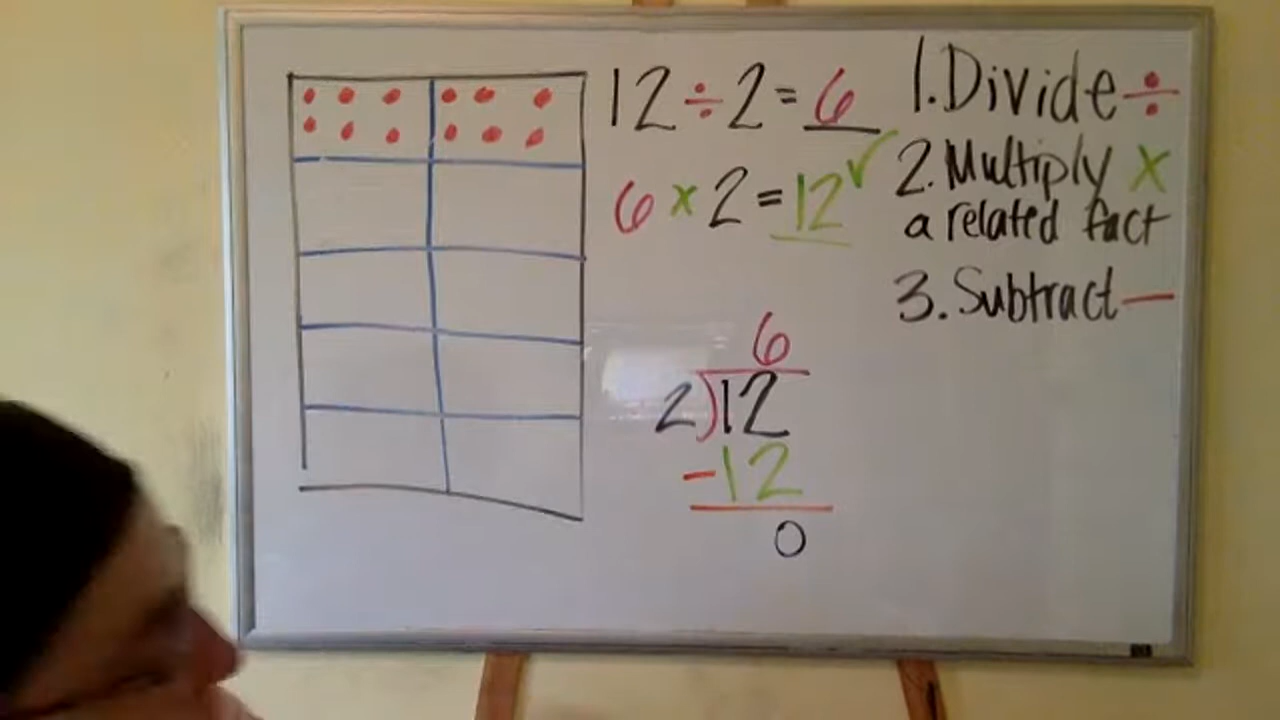 12 ÷ 2 = 6
6 x 2 = 12 ✓
6
2)12
-12
0
1. Divide ÷
2. Multiply x
a related fact
3. Subtract —